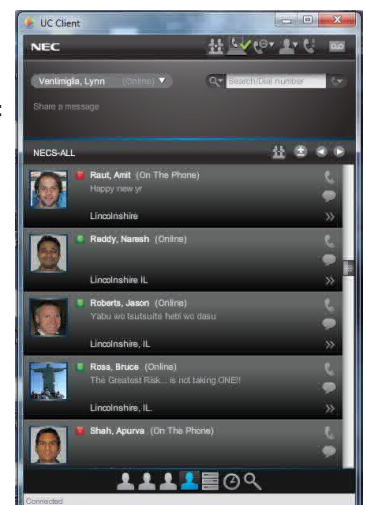 UC Client
NEC
Ventimiglia, Lynn (Online)
Search/Dial number
Share a message
NECS-ALL
Raut, Amit (On The Phone)
Happy new yr
Lincolnshire
Reddy, Naresh (Online)
Lincolnshire IL
Roberts, Jason (Online)
Yabu wo tsutsuite hebi wo dasu
Lincolnshire, IL
Ross, Bruce (Online)
The Greatest Risk... is not taking ONE!!
Lincolnshire, IL.
Shah, Apurva (On The Phone)
Connected